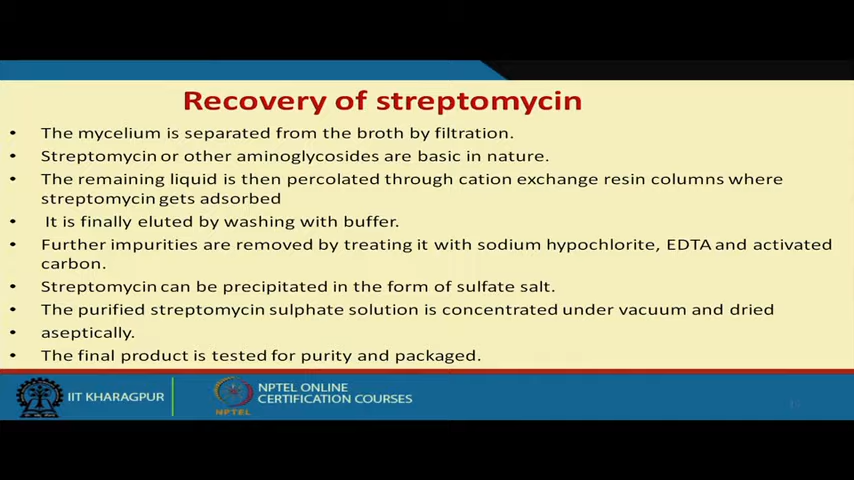 Recovery of streptomycin
• The mycelium is separated from the broth by filtration.
• Streptomycin or other aminoglycosides are basic in nature.
• The remaining liquid is then percolated through cation exchange resin columns where
streptomycin gets adsorbed
• It is finally eluted by washing with buffer.
• Further impurities are removed by treating it with sodium hypochlorite, EDTA and activated
carbon.
• Streptomycin can be precipitated in the form of sulfate salt.
• The purified streptomycin sulphate solution is concentrated under vacuum and dried
• aseptically.
• The final product is tested for purity and packaged.
IIT KHARAGPUR
NPTEL
NPTEL ONLINE
CERTIFICATION COURSES